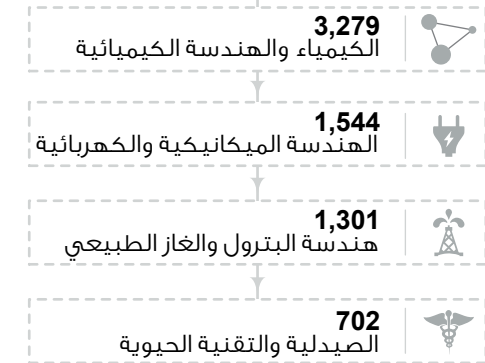 3,279
الكيمياء والهندسة الكيميائية
1,544
الهندسة الميكانيكية والكهربائية
1,301
هندسة البترول والغاز الطبيعي
702
الصيدلية والتقنية الحيوية